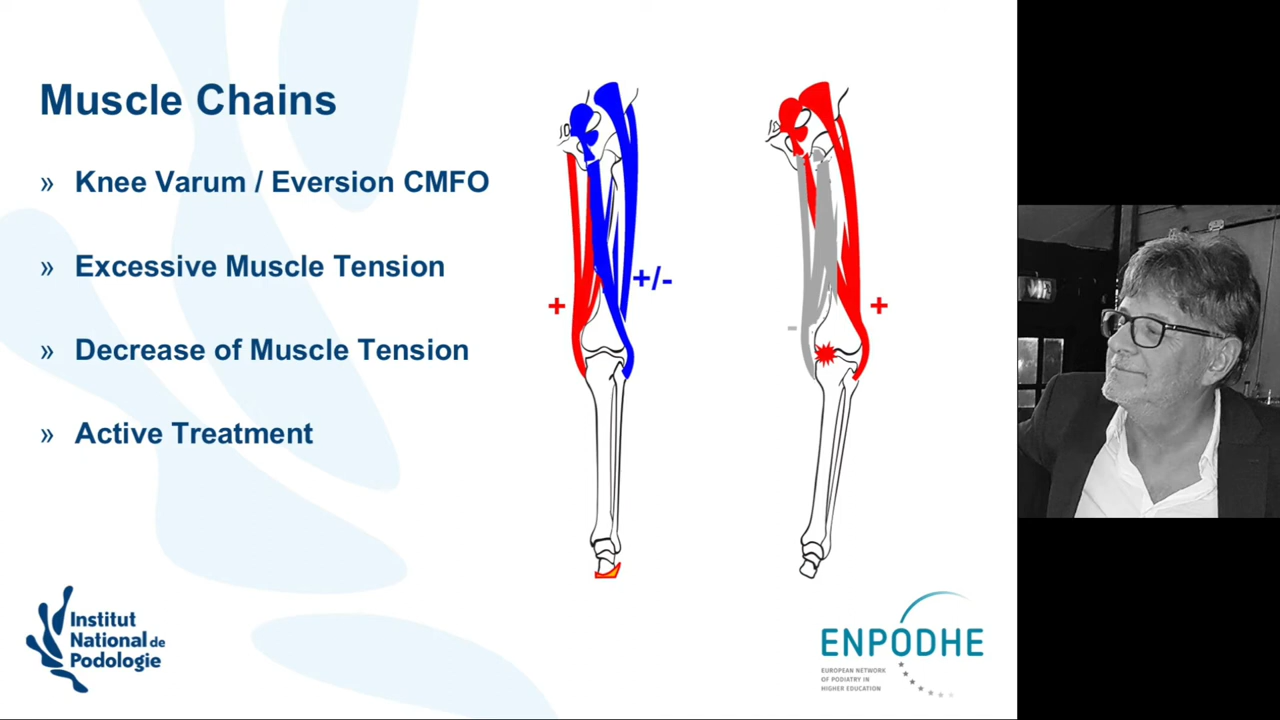 Muscle Chains
» Knee Varum / Eversion CMFO
» Excessive Muscle Tension
» Decrease of Muscle Tension
» Active Treatment
+
+/-
-
+
Institut
National de
Podologie
ENPODHE
EUROPEAN NETWORK
OF PODIATRY IN
HIGHER EDUCATION